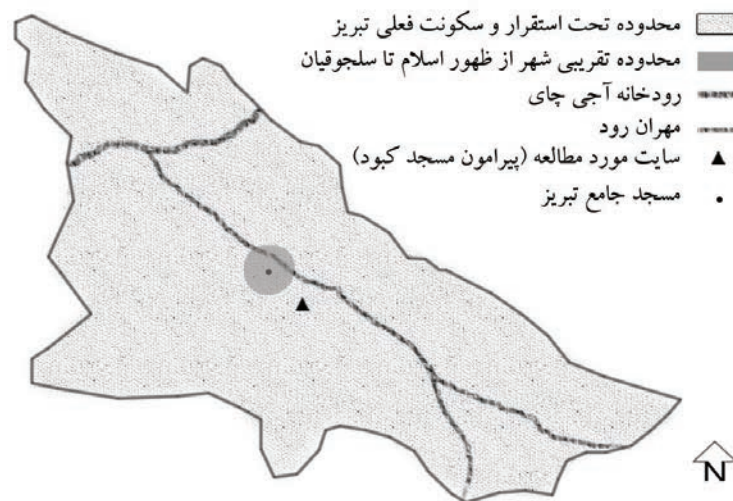 محدوده تحت استقرار و سکونت فعلی تبریز
محدوده تقریبی شهر از ظهور اسلام تا سلجوقیان
رودخانه آجی چای
مهران رود
سایت مورد مطالعه (پیرامون مسجد کبود)
مسجد جامع تبریز
N